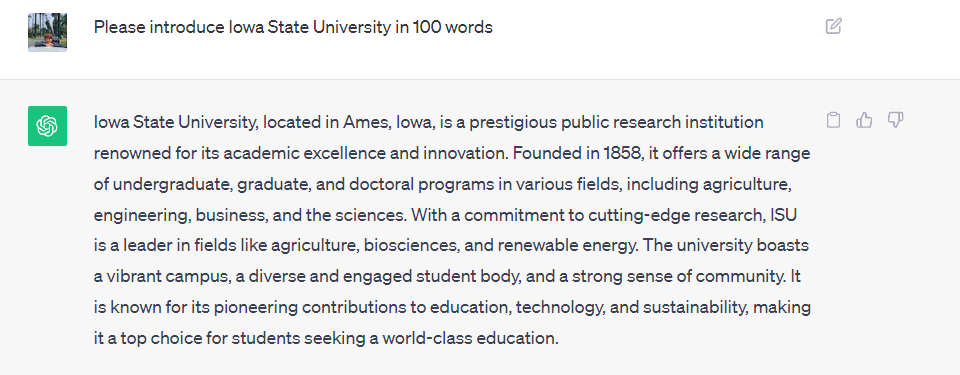 Please introduce Iowa State University in 100 words
Iowa State University, located in Ames, Iowa, is a prestigious public research institution
renowned for its academic excellence and innovation. Founded in 1858, it offers a wide range
of undergraduate, graduate, and doctoral programs in various fields, including agriculture,
engineering, business, and the sciences. With a commitment to cutting-edge research, ISU
is a leader in fields like agriculture, biosciences, and renewable energy. The university boasts
a vibrant campus, a diverse and engaged student body, and a strong sense of community. It
is known for its pioneering contributions to education, technology, and sustainability, making
it a top choice for students seeking a world-class education.